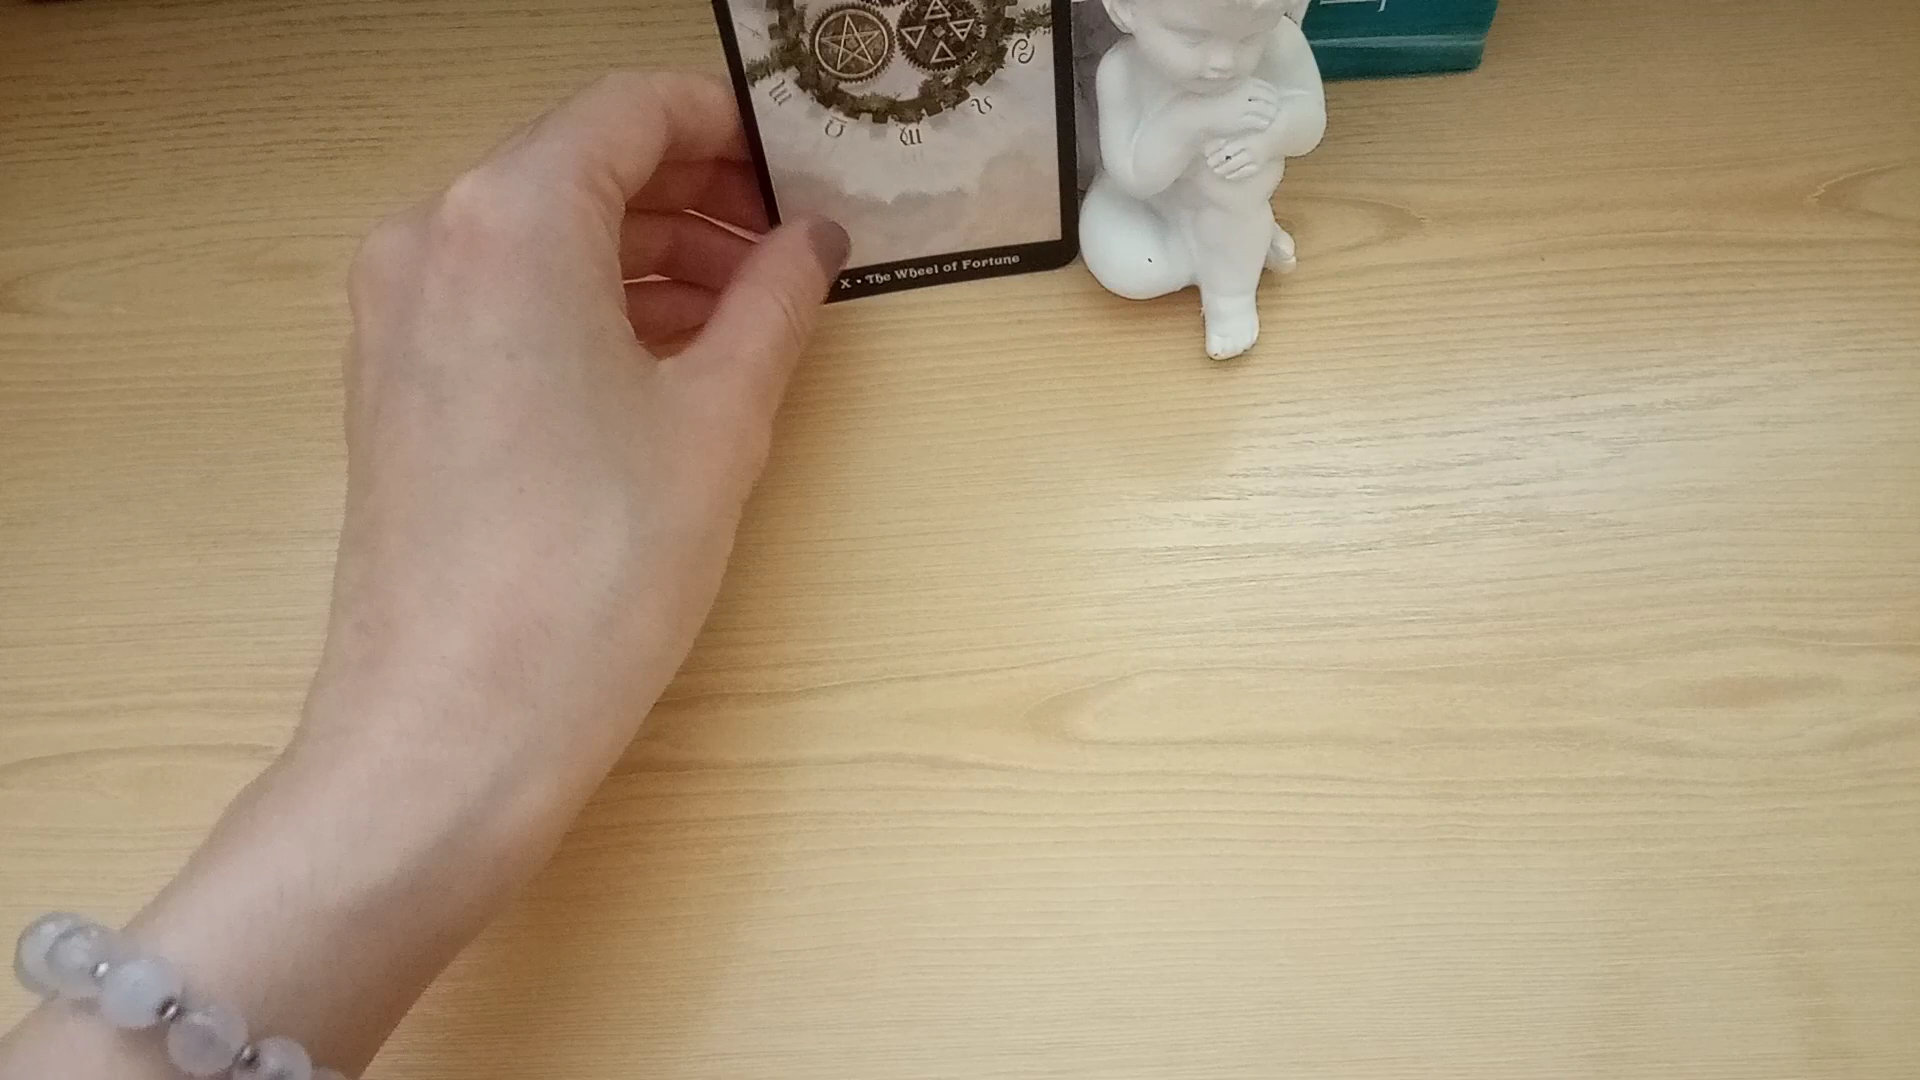 X • The Wheel of Fortune